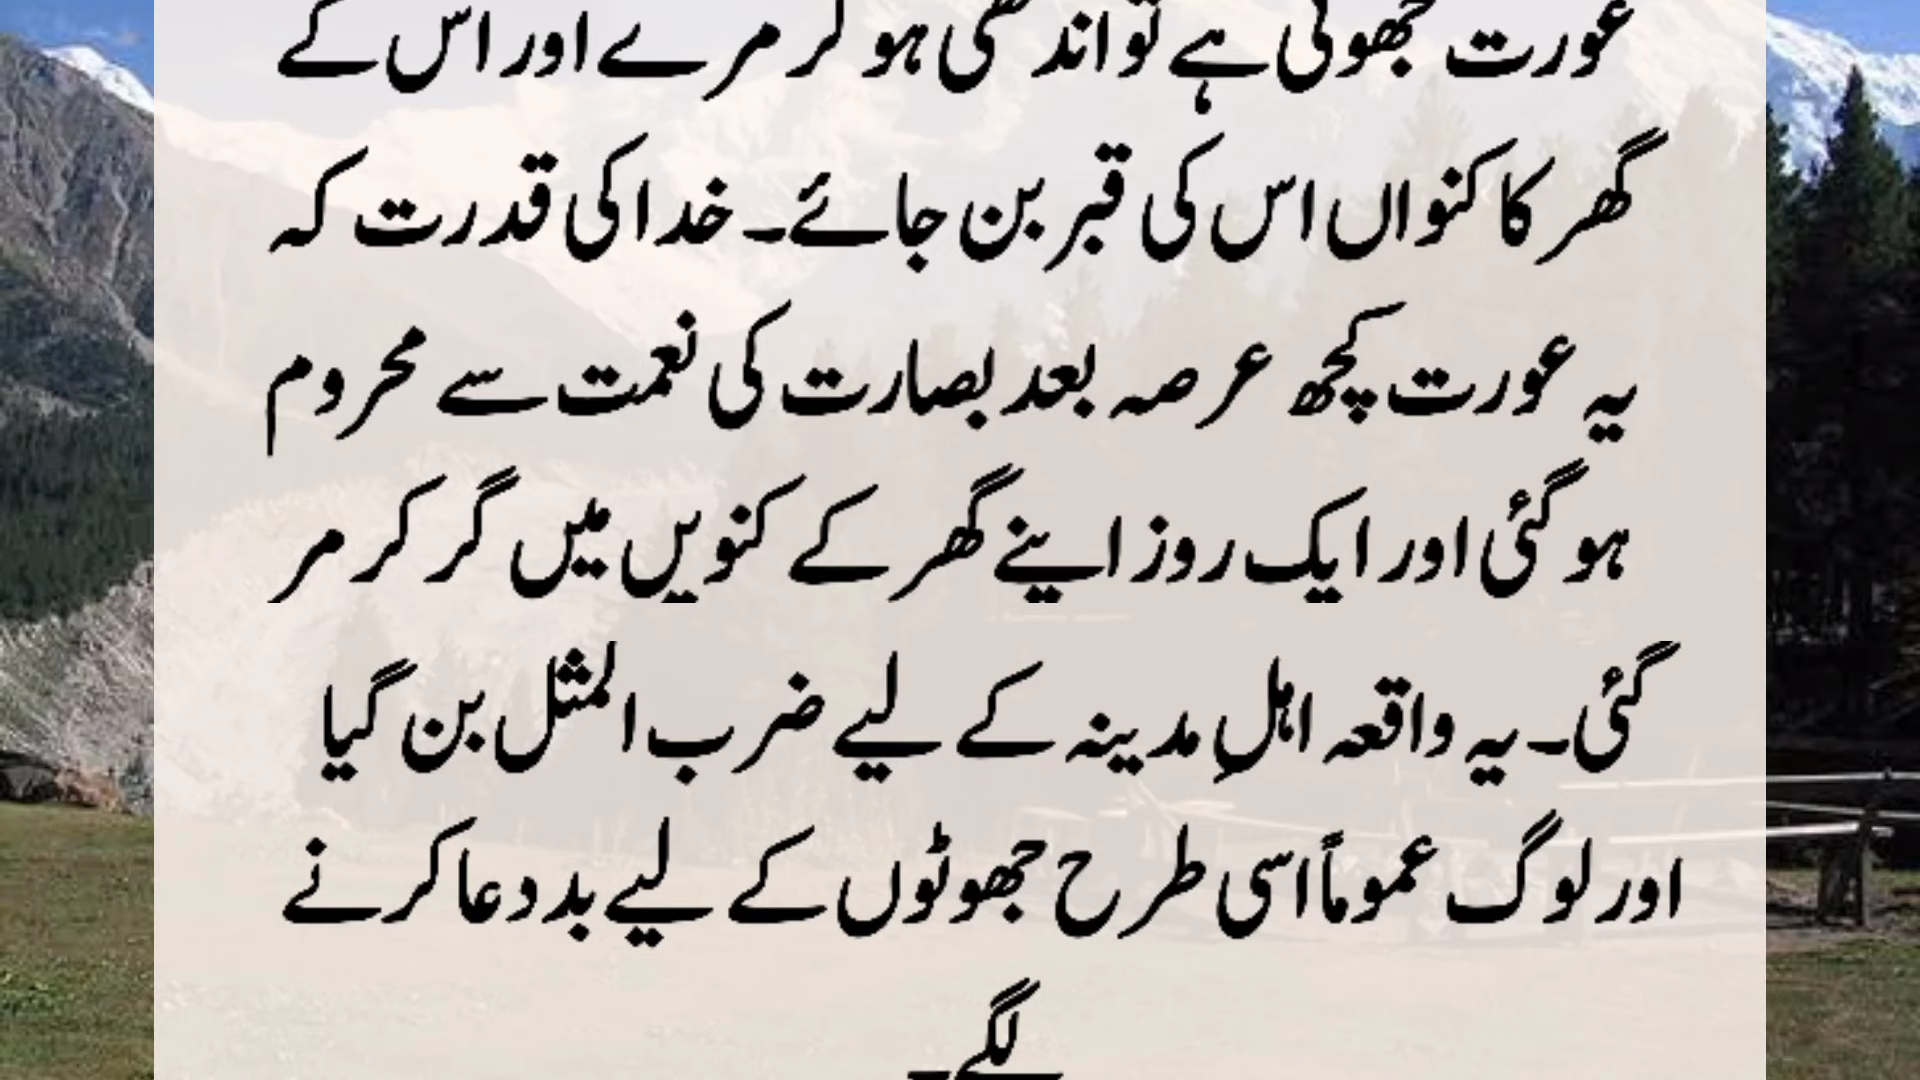 عورت جھوٹی ہے تو اندھی ہو کر مرے اور اس کے
گھر کا کنواں اس کی قبر بن جائے۔ خدا کی قدرت کہ
یہ عورت کچھ عرصہ بعد بصارت کی نعمت سے محروم
ہو گئی اور ایک روز اپنے گھر کے کنویں میں گر کر مر
گئی۔ یہ واقعہ اہلِ مدینہ کے لیے ضرب المثل بن گیا
اور لوگ عموماً اسی طرح جھوٹوں کے لیے بد دعا کرنے
لگے۔